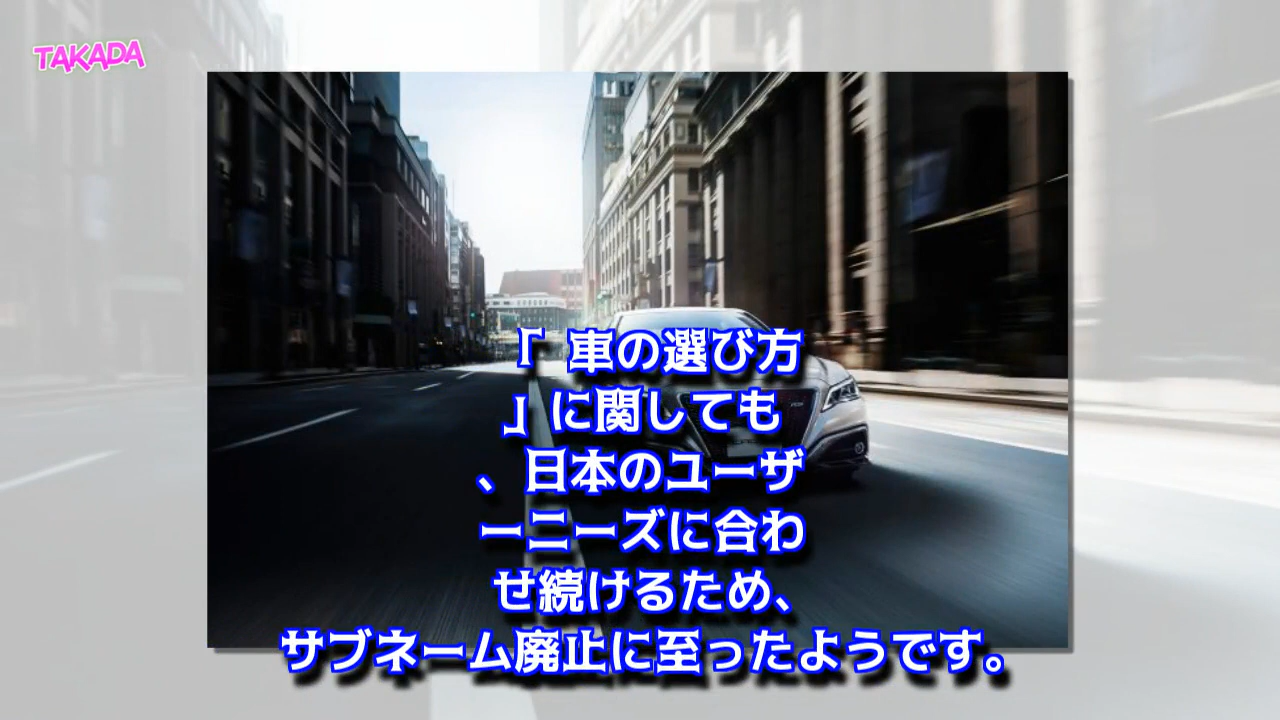 TAKADA
「 車の選び方
」に関しても
、日本のユーザ
ーニーズに合わ
せ続けるため、
サブネーム廃止に至ったようです。